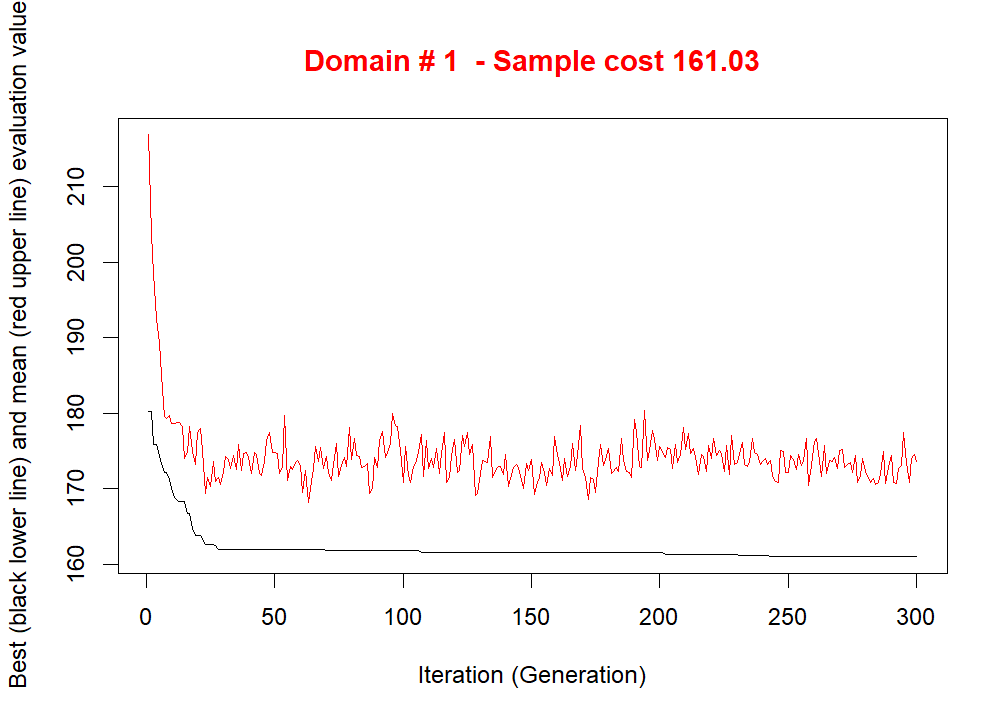 Domain # 1  - Sample cost 161.03
Best (black lower line) and mean (red upper line) evaluation value
210
200
190
180
170
160
0 50 100 150 200 250 300
Iteration (Generation)